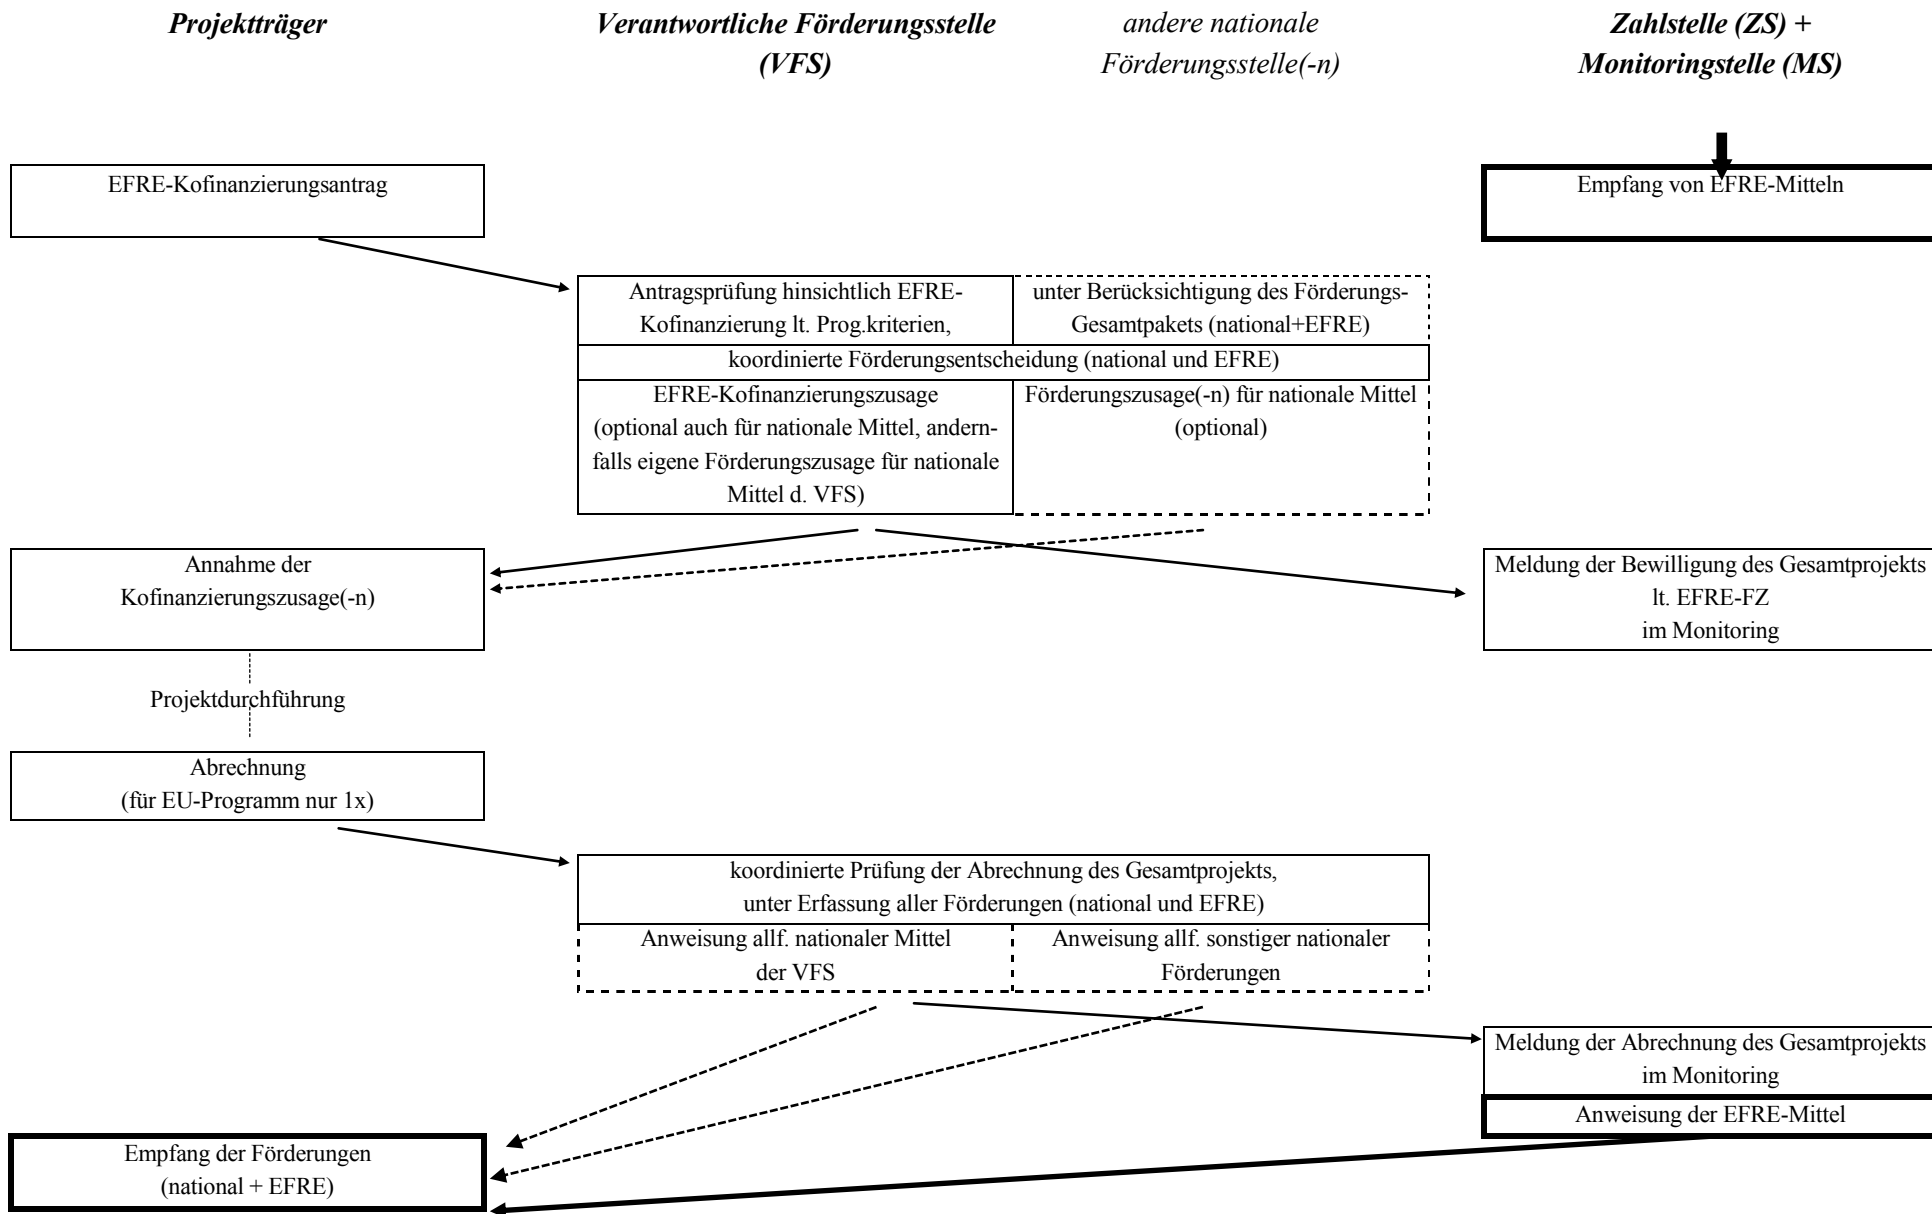 Projektträger
Verantwortliche Förderungsstelle
(VFS)
andere nationale
Förderungsstelle(-n)
Zahlstelle (ZS) +
Monitoringstelle (MS)
EFRE-Kofinanzierungsantrag
Empfang von EFRE-Mitteln
Antragsprüfung hinsichtlich EFRE-
Kofinanzierung lt. Prog.kriterien,
unter Berücksichtigung des Förderungs-
Gesamtpakets (national+EFRE)
koordinierte Förderungsentscheidung (national und EFRE)
EFRE-Kofinanzierungszusage
(optional auch für nationale Mittel, andern-
falls eigene Förderungszusage für nationale
Mittel d. VFS)
Förderungszusage(-n) für nationale Mittel
(optional)
Annahme der
Kofinanzierungszusage(-n)
Meldung der Bewilligung des Gesamtprojekts
lt. EFRE-FZ
im Monitoring
Projektdurchführung
Abrechnung
(für EU-Programm nur 1x)
koordinierte Prüfung der Abrechnung des Gesamtprojekts,
unter Erfassung aller Förderungen (national und EFRE)
Anweisung allf. nationaler Mittel
der VFS
Anweisung allf. sonstiger nationaler
Förderungen
Meldung der Abrechnung des Gesamtprojekts
im Monitoring
Anweisung der EFRE-Mittel
Empfang der Förderungen
(national + EFRE)